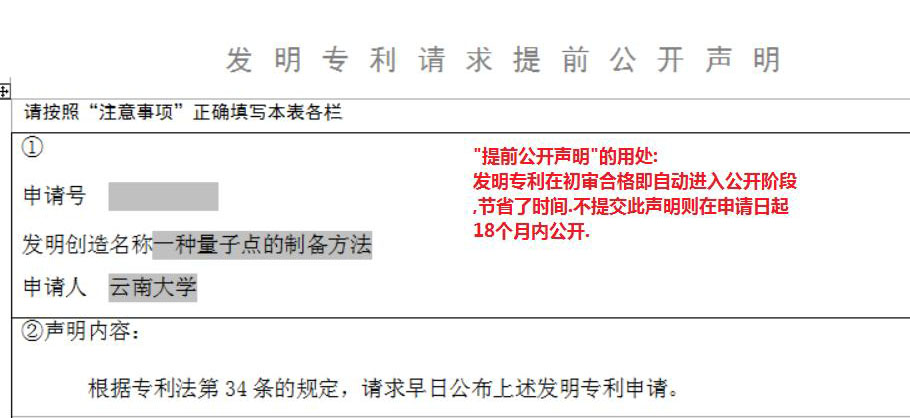 发明专利请求提前公开声明
请按照“注意事项”正确填写本表各栏
①
"提前公开声明"的用处:
发明专利在初审合格即自动进入公开阶段
,节省了时间.不提交此声明则在申请日起
18个月内公开.
申请号
发明创造名称一种量子点的制备方法
申请人 云南大学
②声明内容：
根据专利法第 34 条的规定，请求早日公布上述发明专利申请。